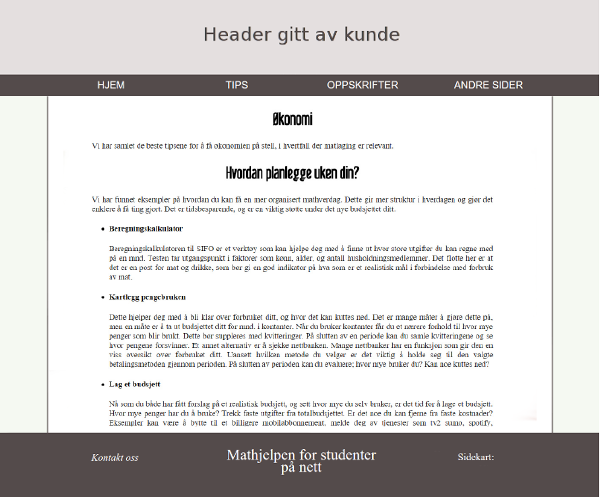 Header gitt av kunde
HJEM TIPS OPPSKRIFTER ANDRE SIDER
Økonomi
Vi har samlet de beste tipsene for å få økonomien på stell, i hvertfall der matlaging er relevant.
Hvordan planlegge uken din?
Vi har funnet eksempler på hvordan du kan få en mer organisert mathverdag. Dette gir mer struktur i hverdagen og gjør det
enklere å få ting gjort. Det er tidsbesparende, og er en viktig støtte under det nye budsjettet ditt.
Beregningskalkulator
Beregningskalkulatoren til SIFO er et verktøy som kan hjelpe deg med å finne ut hvor store utgifter du kan regne med
på en mnd. Testen tar utgangspunkt i faktorer som kjønn, alder, og antall husholdningsmedlemmer. Det flotte her er at
det er en post for mat og drikke, som bør gi en god indikator på hva som er et realistisk mål i forbindelse med forbruk
av mat.
Kartlegg pengebruken
Dette hjelper deg med å bli klar over forbruket ditt, og hvor det kan kuttes ned. Det er mange måter å gjøre dette på,
men en måte er å ta ut budsjettet ditt for mnd. i kontanter. Når du bruker kontanter får du et nærere forhold til hvor mye
penger som blir brukt. Dette bør suppleres med kvitteringer. På slutten av en periode kan du samle kvitteringene og se
hvor pengene forsvinner. Et annet alternativ er å sjekke nettbanken. Mange nettbanker har en funksjon som gir den en
viss oversikt over forbruket ditt. Uansett hvilken metode du velger er det viktig å holde seg til den valgte
betalingsmetoden gjennom perioden. På slutten av perioden kan du evaluere; hvor mye bruker du? Kan noe kuttes ned?
Lag et budsjett
Nå som du både har fått forslag på et realistisk budsjett, og sett hvor mye du selv bruker, er det tid for å lage et budsjett.
Hvor mye penger har du å bruke? Trekk faste utgifter fra totalbudsjettet. Er det noe du kan fjerne fra faste kostnader?
Eksempler kan være å bytte til et billigere mobilabbonnement, melde deg av tjenester som tv2 sumo, spotify,
Kontakt oss
Mathjelpen for studenter
på nett
Sidekart: